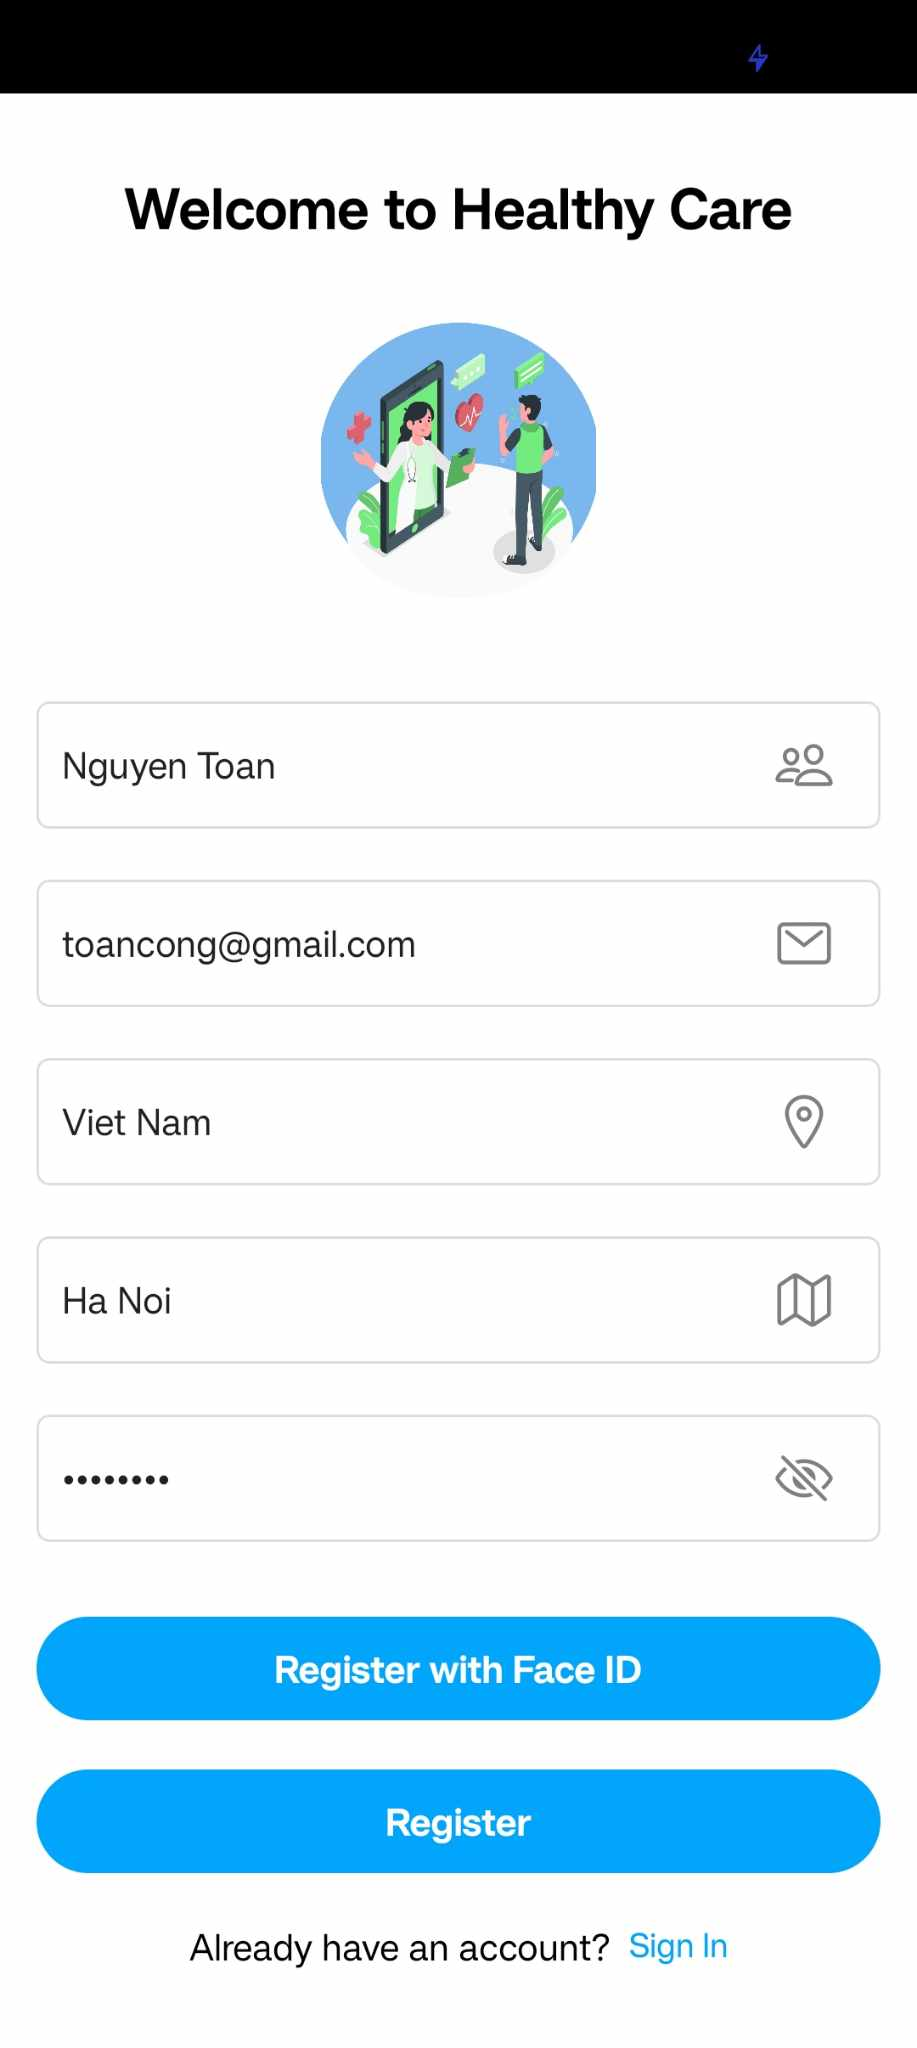 Welcome to Healthy Care
Nguyen Toan
toancong@gmail.com
Viet Nam
Ha Noi
••••••••
Register with Face ID
Register
Already have an account? Sign In